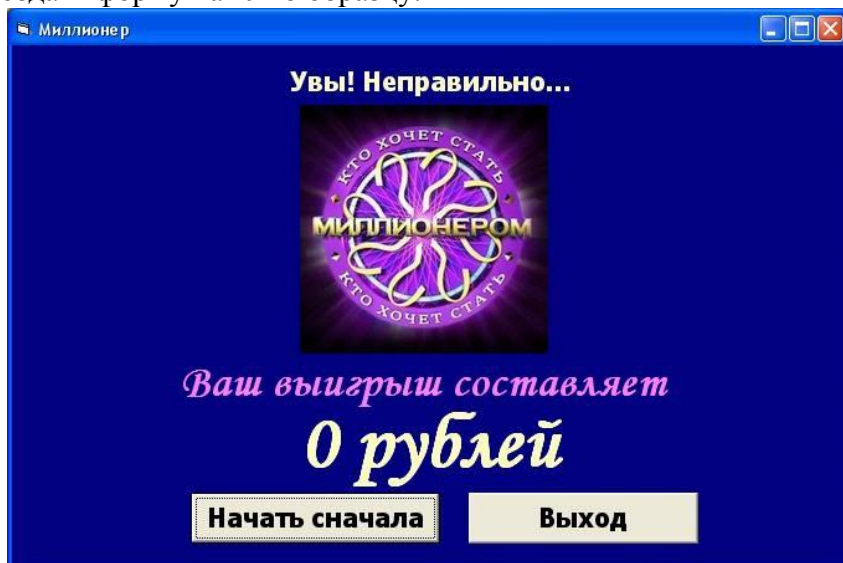 Миллионер
Увы! Неправильно...
КТО ХОЧЕТ СТАТЬ
МИЛЛИОНЕРОМ
КТО ХОЧЕТ СТАТЬ
Ваш выигрыш составляет
0 рублей
Начать сначала Выход